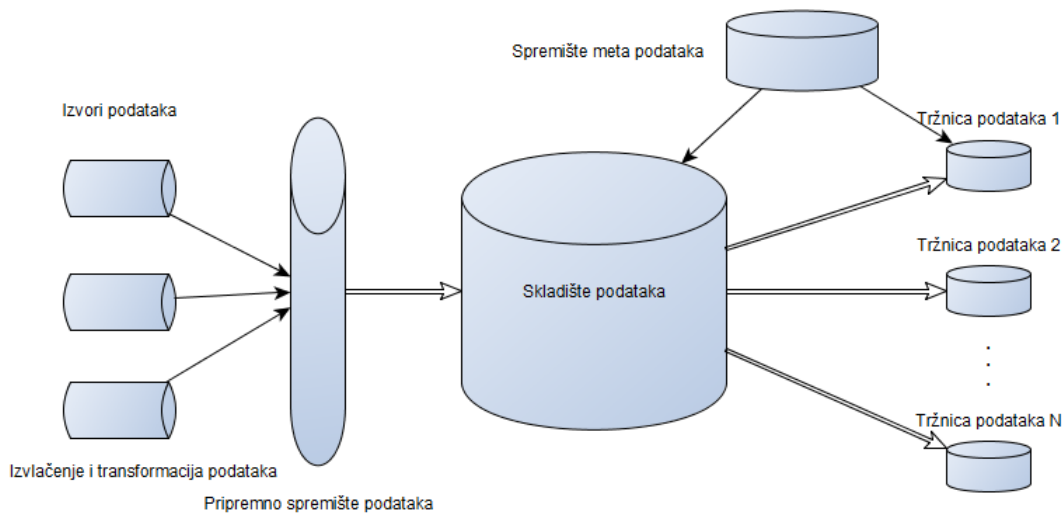 Spremište meta podataka
Izvori podataka
Tržnica podataka 1
Tržnica podataka 2
Skladište podataka
.
.
.
Tržnica podataka N
Izvlačenje i transformacija podataka
Pripremno spremište podataka